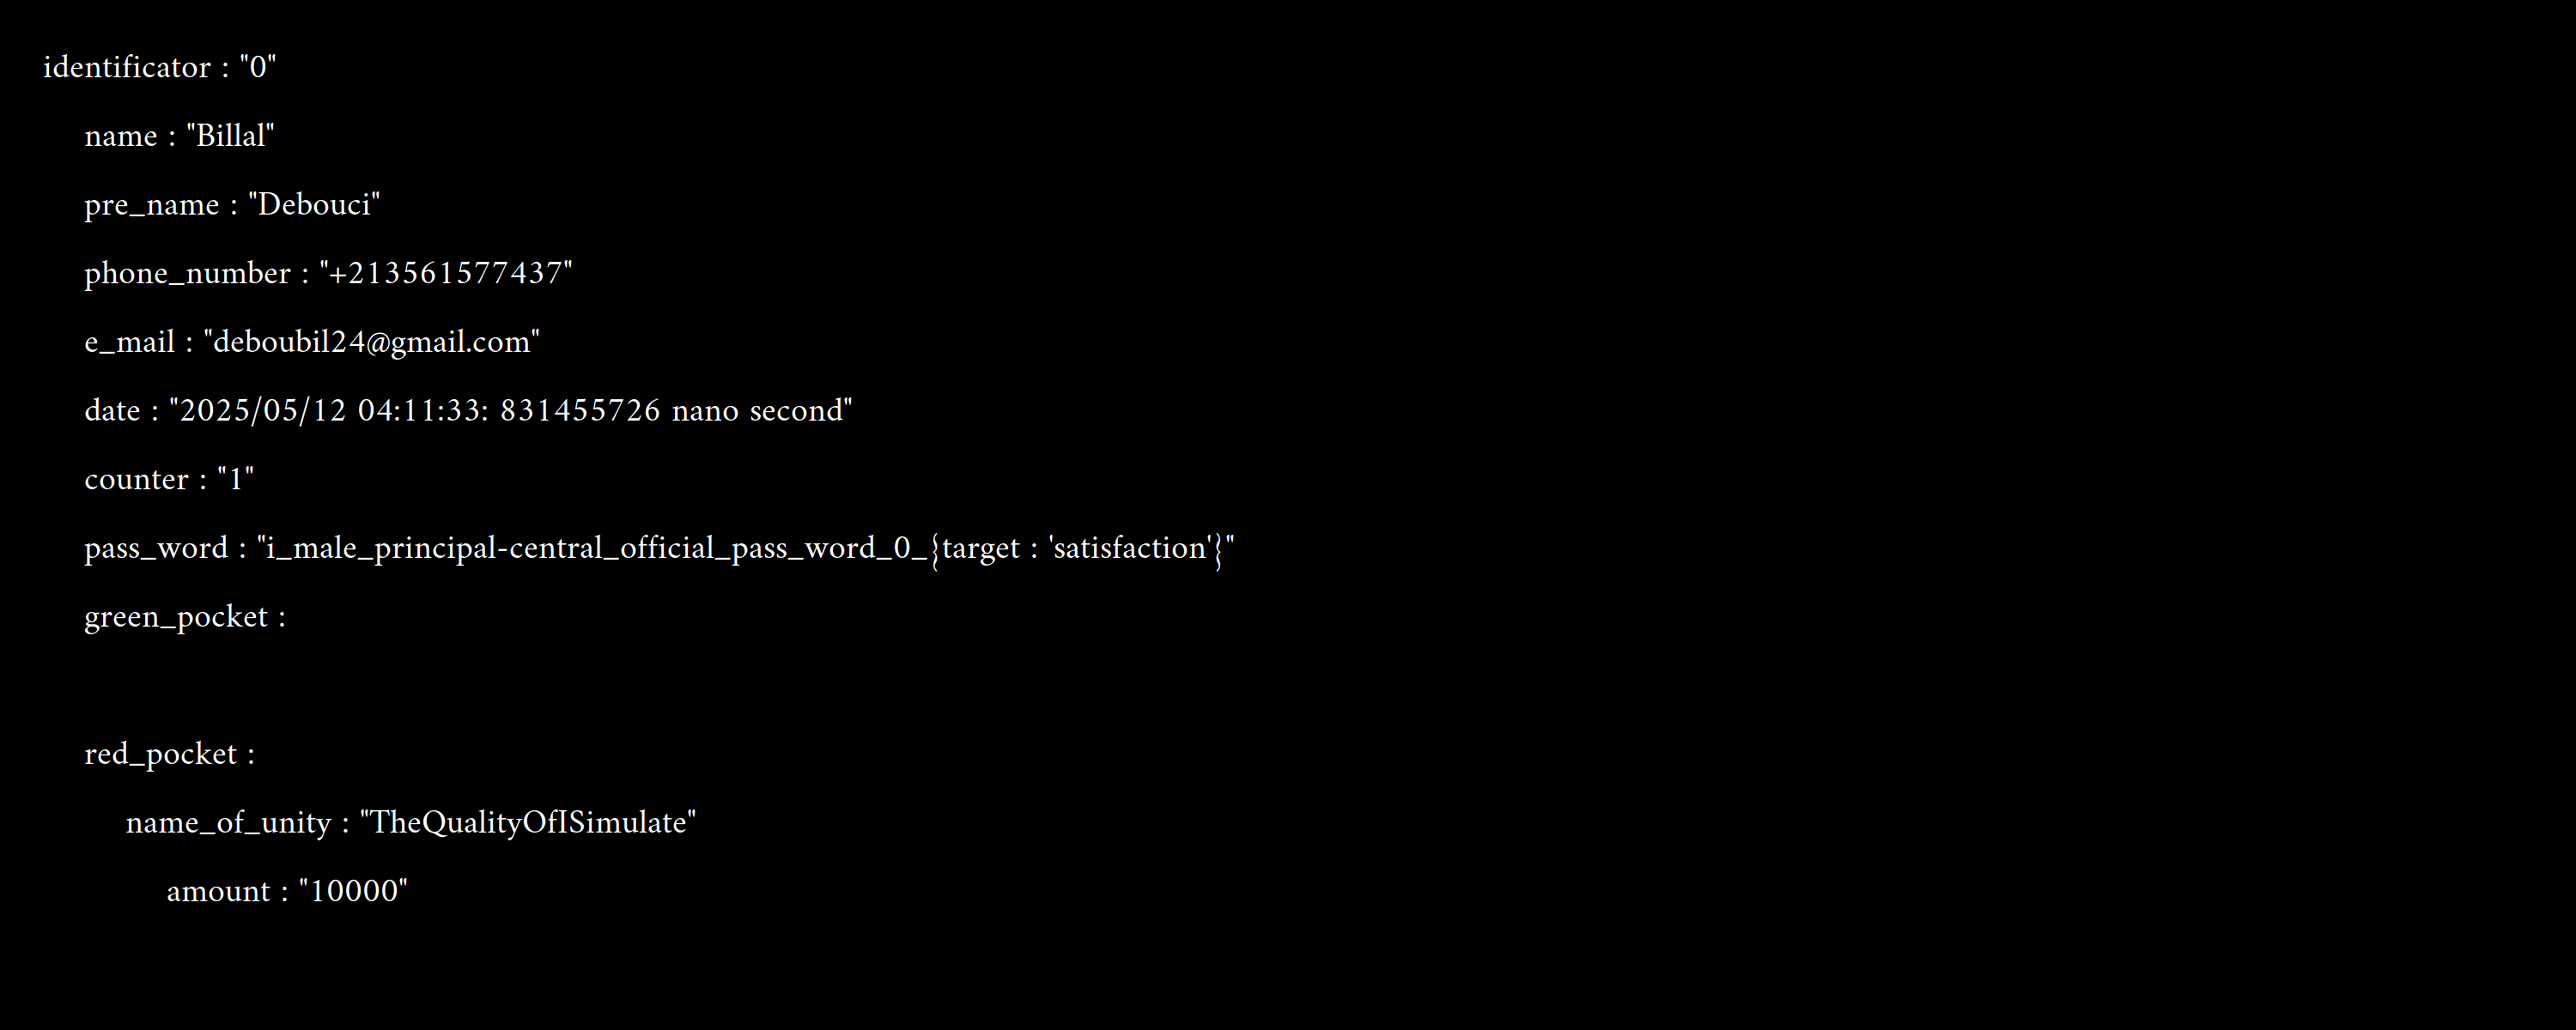 identificator : "0"
name : "Billal"
pre_name : "Debouci"
phone_number : "+213561577437"
e_mail : "deboubil24@gmail.com"
date : "2025/05/12 04:11:33: 831455726 nano second"
counter : "1"
pass_word : "i_male_principal-central_official_pass_word_0_{target : 'satisfaction'}"
green_pocket :
red_pocket :
name_of_unity : "TheQualityOfISimulate"
amount : "10000"